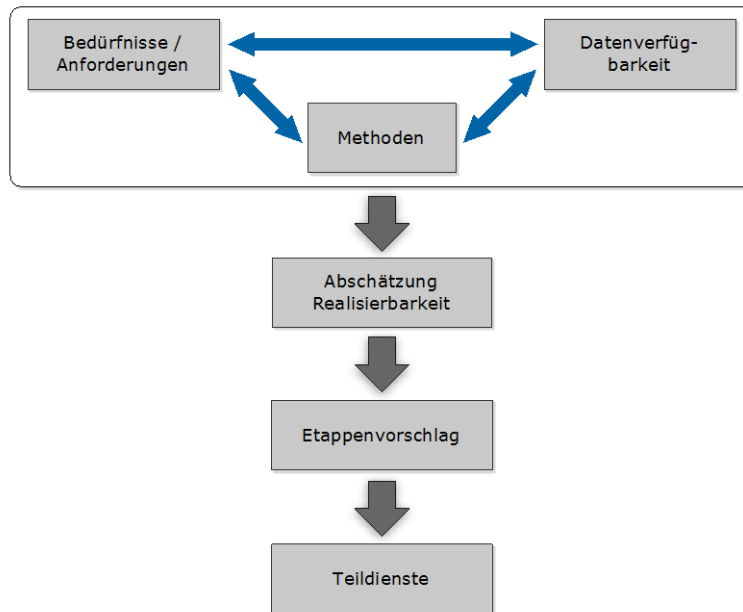 Bedürfnisse /
Anforderungen
Datenverfüg-
barkeit
Methoden
Abschätzung
Realisierbarkeit
Etappenvorschlag
Teildienste